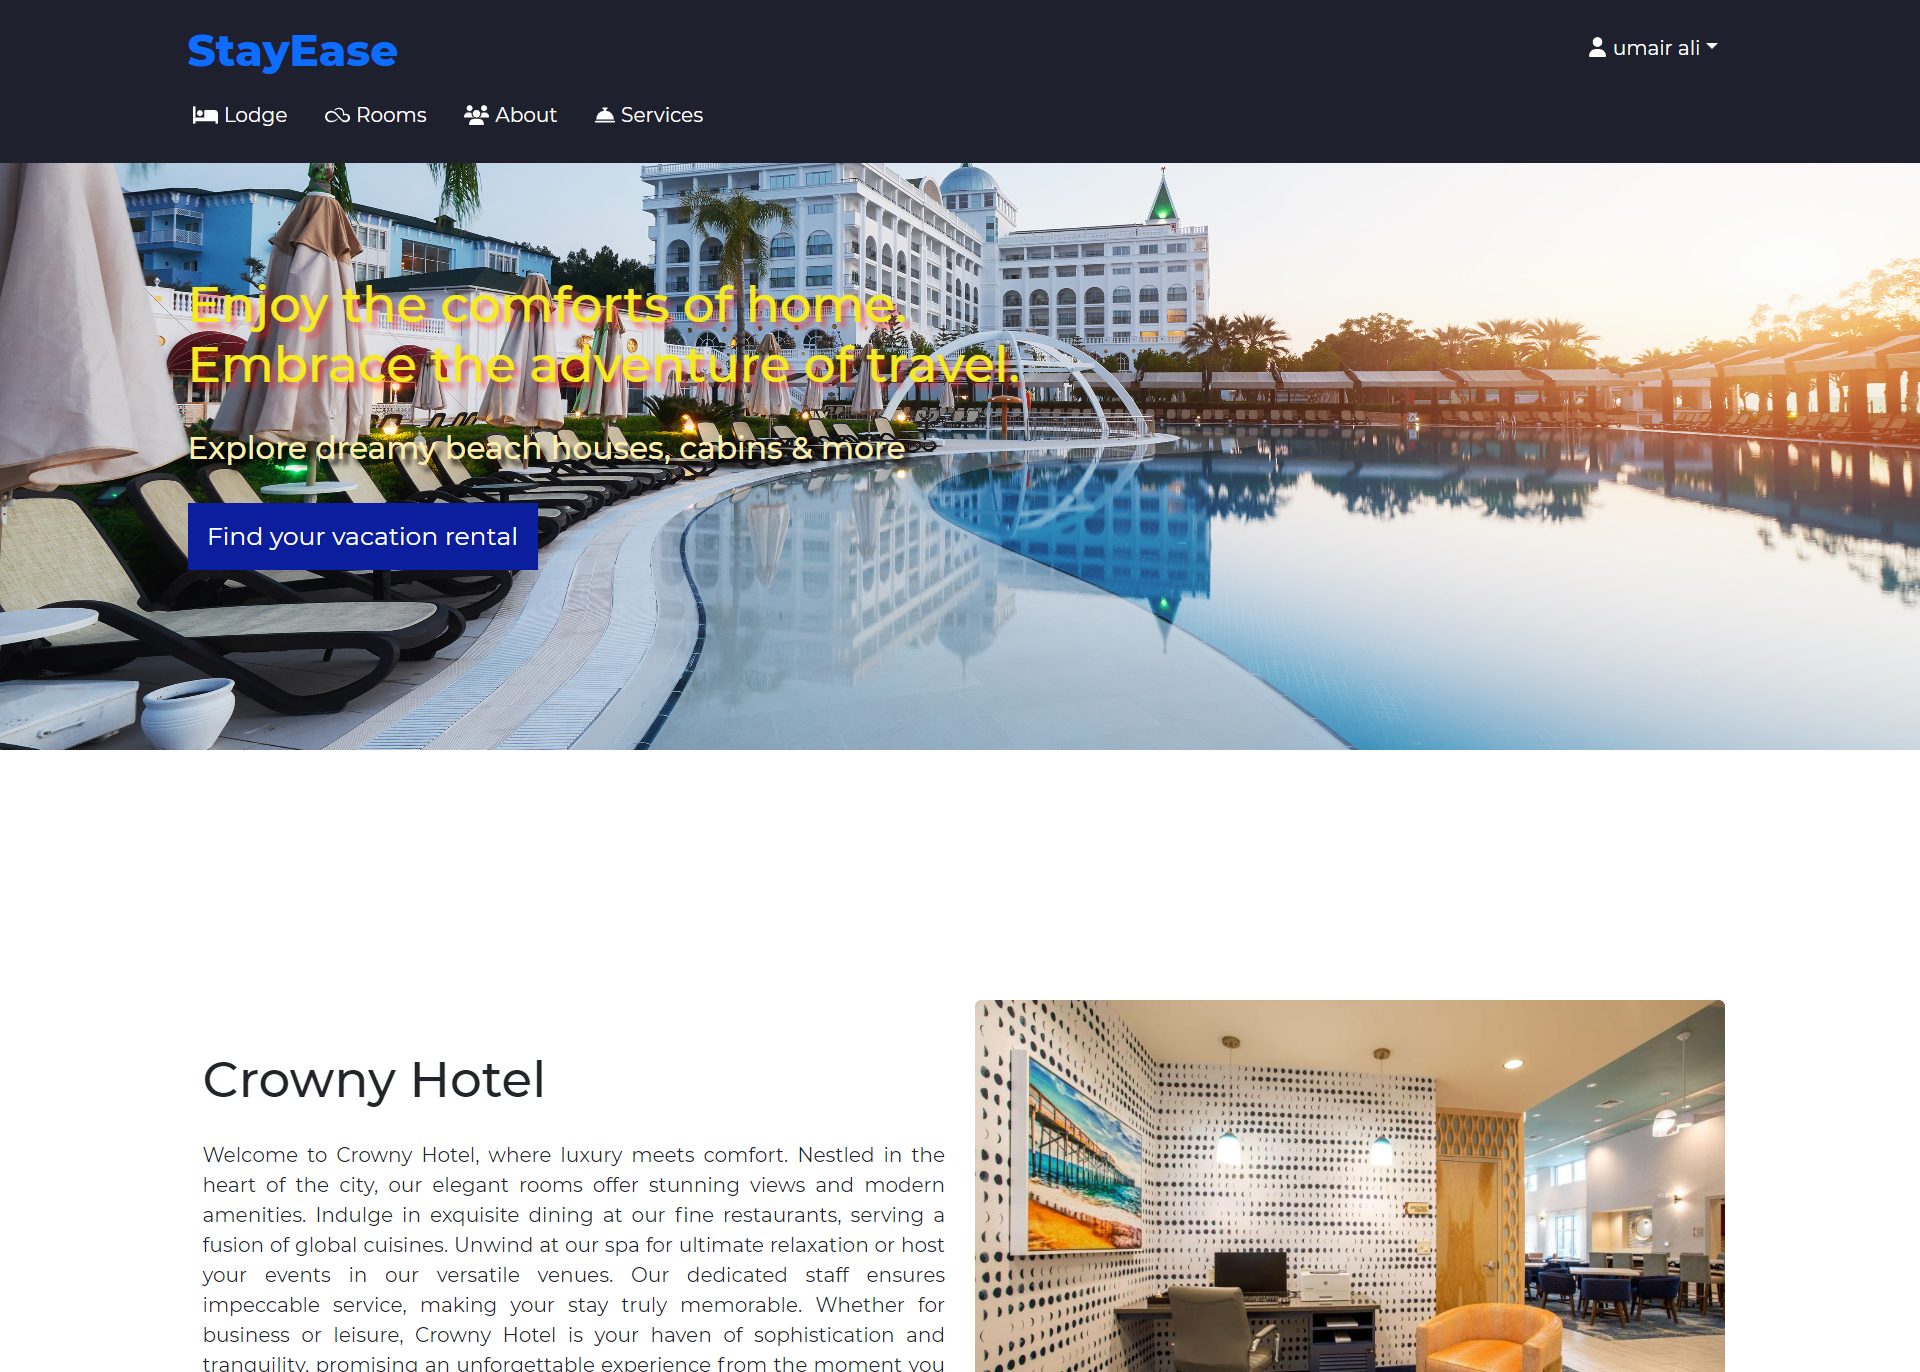 StayEase
umair ali
Lodge
Rooms
About
Services
Enjoy the comforts of home.
Embrace the adventure of travel.
Explore dreamy beach houses, cabins & more
Find your vacation rental
Crowny Hotel
Welcome to Crowny Hotel, where luxury meets comfort. Nestled in the
heart of the city, our elegant rooms offer stunning views and modern
amenities. Indulge in exquisite dining at our fine restaurants, serving a
fusion of global cuisines. Unwind at our spa for ultimate relaxation or host
your events in our versatile venues. Our dedicated staff ensures
impeccable service, making your stay truly memorable. Whether for
business or leisure, Crowny Hotel is your haven of sophistication and
tranquility, promising an unforgettable experience from the moment you